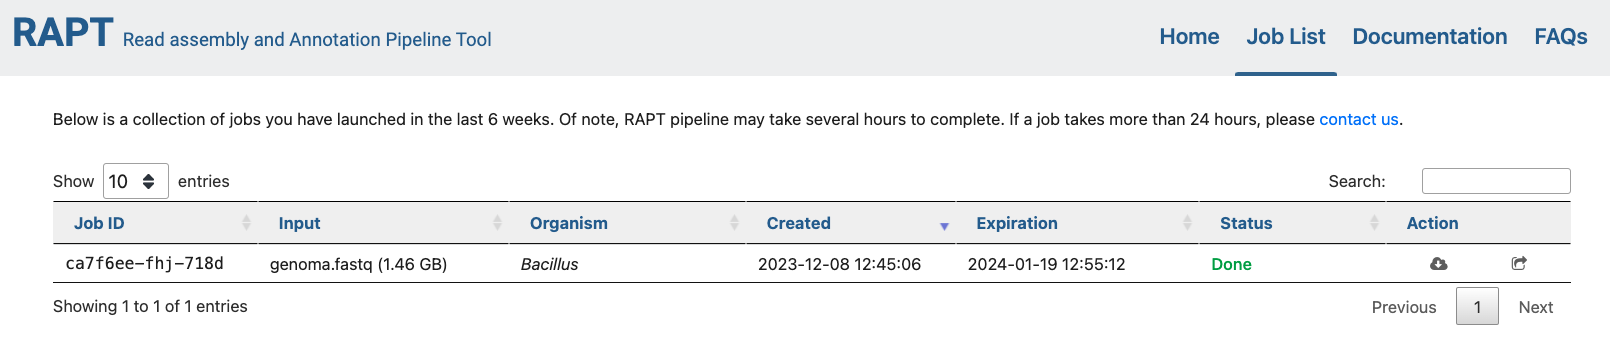 RAPT Read assembly and Annotation Pipeline Tool
Home Job List Documentation FAQs
Below is a collection of jobs you have launched in the last 6 weeks. Of note, RAPT pipeline may take several hours to complete. If a job takes more than 24 hours, please contact us.
Show 10 entries Search:
Job ID Input Organism Created Expiration Status Action
ca7f6ee-fhj-718d genoma.fastq (1.46 GB) Bacillus 2023-12-08 12:45:06 2024-01-19 12:55:12 Done
Showing 1 to 1 of 1 entries Previous 1 Next